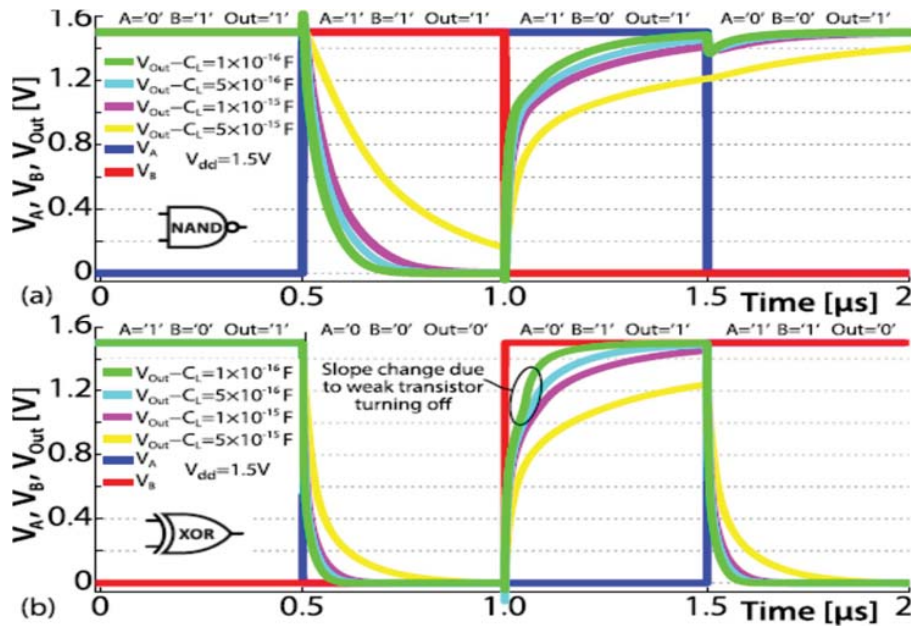 A='0' B='1' Out='1' A='1' B='1' Out='0' A='1' B='0' Out='1' A='0' B='0' Out='1'
1.6
1.2
0.8
0.4
0
V_A, V_B, V_Out [V]
V_Out-C_L=1×10^-16 F
V_Out-C_L=5×10^-16 F
V_Out-C_L=1×10^-15 F
V_Out-C_L=5×10^-15 F
V_A V_dd=1.5V
V_B
NAND
(a)
0 0.5 1.0 1.5 2
Time [µs]
A='1' B='0' Out='1' A='0 B='0' Out='0' A='0' B='1' Out='1' A='1' B='1' Out='0'
1.6
1.2
0.8
0.4
0
V_A, V_B, V_Out [V]
V_Out-C_L=1×10^-16 F
V_Out-C_L=5×10^-16 F
V_Out-C_L=1×10^-15 F
V_Out-C_L=5×10^-15 F
V_A V_dd=1.5V
V_B
Slope change due
to weak transistor
turning off
XOR
(b)
0 0.5 1.0 1.5 2
Time [µs]